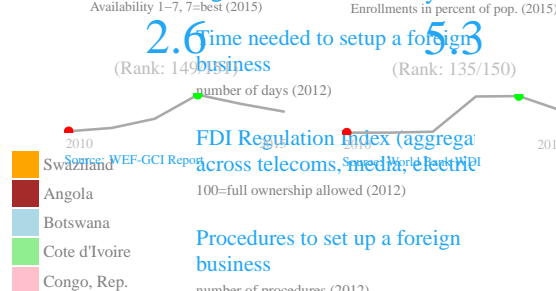 Availability 1–7, 7=best (2015)
Enrollments in percent of pop. (2015)
2.6
5.3
Time needed to setup a foreign
business
number of days (2012)
(Rank: 149/151)
(Rank: 135/150)
2010
2010
201
Source: WEF-GCI Report
Source: World Bank WDI
FDI Regulation Index (aggregat
across telecoms, media, electric
100=full ownership allowed (2012)
Procedures to set up a foreign
business
number of procedures (2012)
Swaziland
Angola
Botswana
Cote d'Ivoire
Congo, Rep.